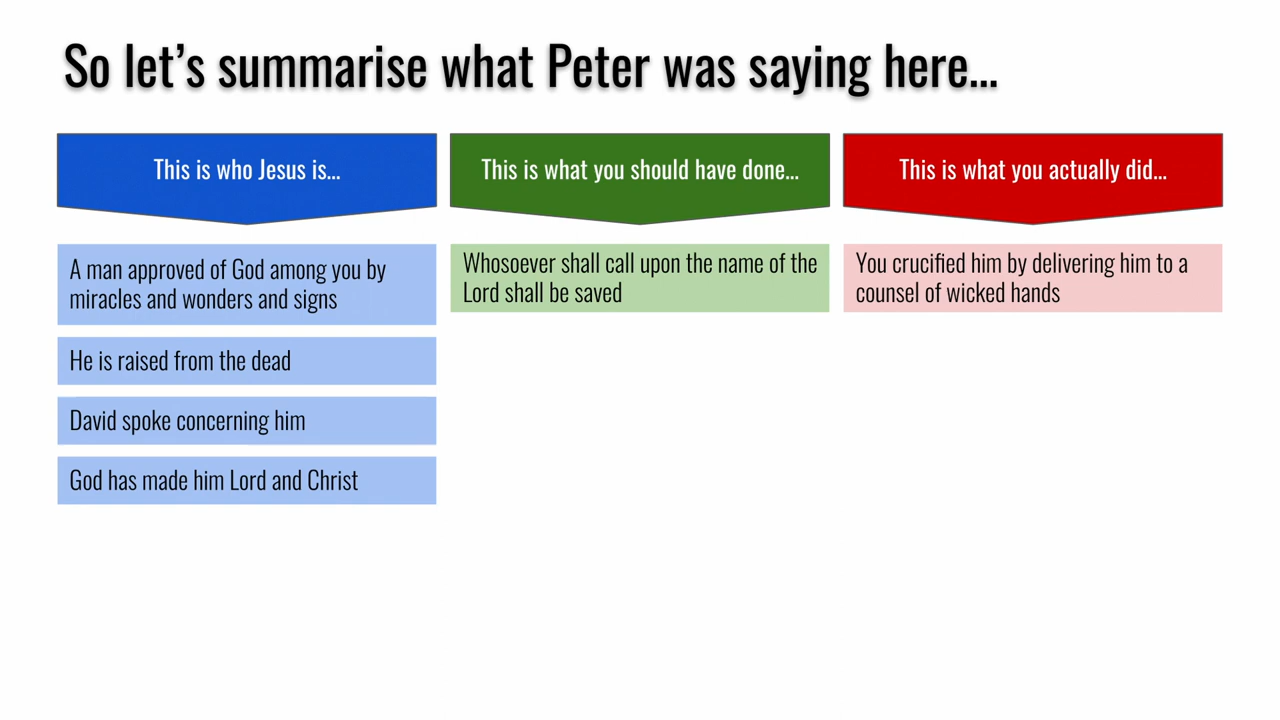 So let’s summarise what Peter was saying here...
This is who Jesus is...
This is what you should have done...
This is what you actually did...
A man approved of God among you by
miracles and wonders and signs
He is raised from the dead
David spoke concerning him
God has made him Lord and Christ
Whosoever shall call upon the name of the
Lord shall be saved
You crucified him by delivering him to a
counsel of wicked hands